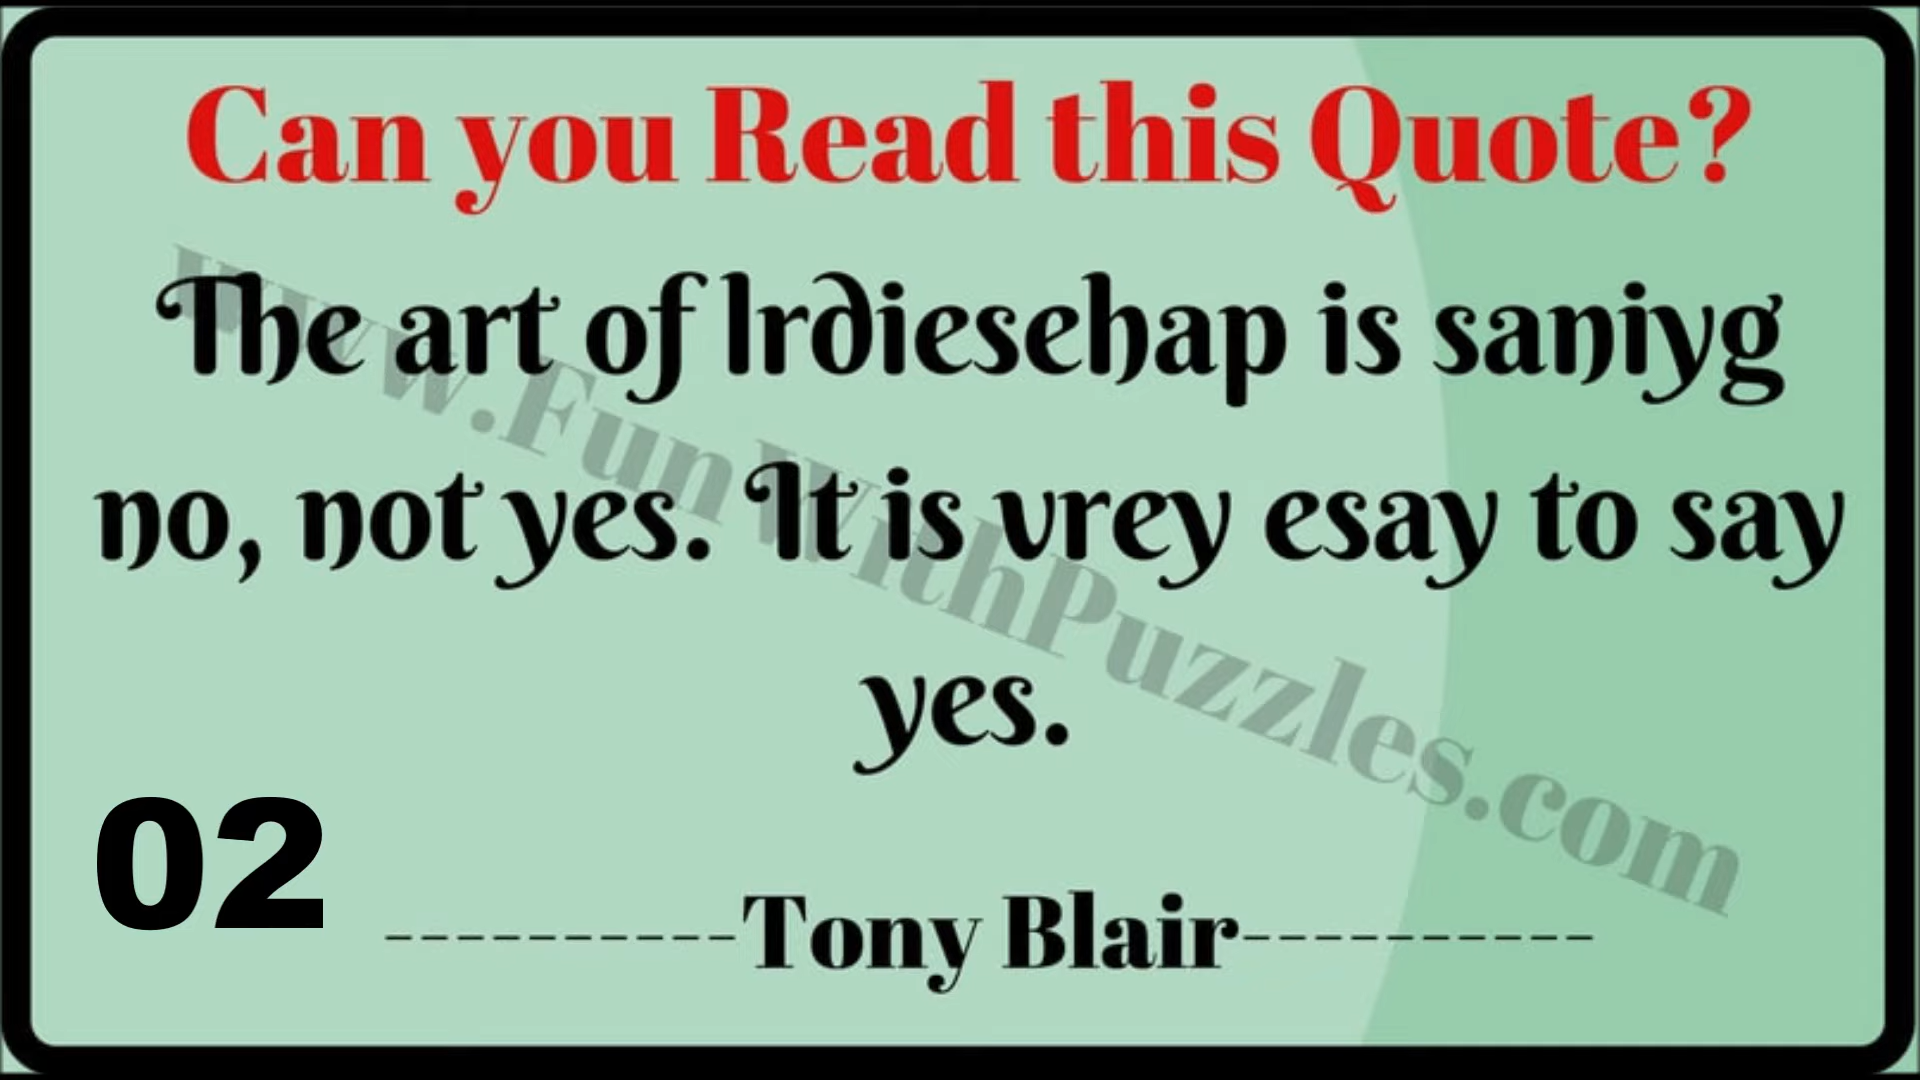 Can you Read this Quote?
The art of lrdiesehap is saniyg
no, not yes. It is vrey esay to say
yes.
02
----------Tony Blair----------
www.FunWithPuzzles.com